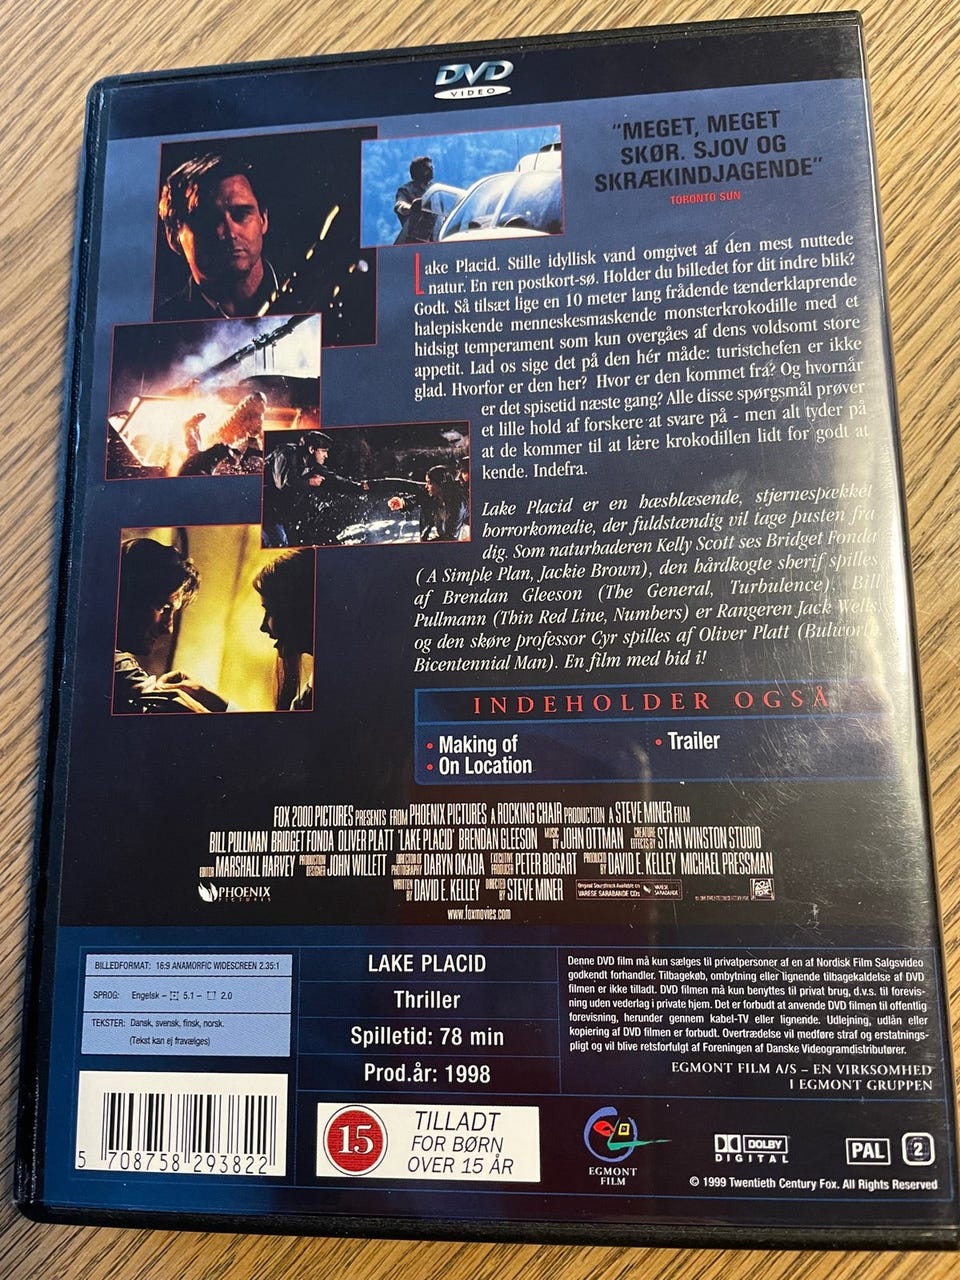 DVD
VIDEO
"MEGET, MEGET
SKØR. SJOV OG
SKRÆKINDJAGENDE"
TORONTO SUN
Lake Placid. Stille idyllisk vand omgivet af den mest nuttede
natur. En ren postkort-sø. Holder du billedet for dit indre blik?
Godt. Så tilsæt lige en 10 meter lang frådende tænderklaprende
halepiskende menneskesmaskende monsterkrokodille med et
hidsigt temperament som kun overgåes af dens voldsomt store
appetit. Lad os sige det på den hér måde: turistchefen er ikke
glad. Hvorfor er den her? Hvor er den kommet frá? Og hvornår
er det spisetid næste gang? Alle disse spørgsmål prøver
et lille hold af forskere at svare på - men alt tyder på
at de kommer til at lære krokodillen lidt for godt at
kende. Indefra.
Lake Placid er en hæsblæsende, stjernespækket
horrorkomedie, der fuldstændig vil tage pusten fra
dig. Som naturbaderen Kelly Scott ses Bridget Fonda
( A Simple Plan, Jackie Brown), den hårdkogte sherif spilles
af Brendan Gleeson (The General, Turbulence). Bill
Pullmann (Thin Red Line, Numbers) er Rangeren Jack Wells
og den skøre professor Cyr spilles af Oliver Platt (Bulworth,
Bicentennial Man). En film med bid i!
INDEHOLDER OGSÅ
• Making of
• On Location
• Trailer
FOX 2000 PICTURES PRESENTS FROM PHOENIX PICTURES A ROCKING CHAIR PRODUCTION A STEVE MINER FILM
BILL PULLMAN BRIDGET FONDA OLIVER PLATT "LAKE PLACID" BRENDAN GLEESON MUSIC BY JOHN OTTMAN CREATURE EFFECTS BY STAN WINSTON STUDIO
EDITOR MARSHALL HARVEY PRODUCTION DESIGNER JOHN WILLETT DIRECTOR OF PHOTOGRAPHY DARYN OKADA EXECUTIVE PRODUCER PETER BOGART PRODUCED BY DAVID E. KELLEY MICHAEL PRESSMAN
PHOENIX
PICTURES
WRITTEN BY DAVID E. KELLEY DIRECTED BY STEVE MINER
Original Soundtrack Available on
VARESE SARABANDE CDs
VARESE
SARABANDE
www.foxmovies.com
BILLEDFORMAT: 16:9 ANAMORFIC WIDESCREEN 2.35:1
SPROG: Engelsk - 5.1 - 2.0
TEKSTER: Dansk, svensk, finsk, norsk.
(Tekst kan ej fravælges)
LAKE PLACID
Thriller
Spilletid: 78 min
Prod.år: 1998
Denne DVD film må kun sælges til privatpersoner af en af Nordisk Film Salgsvideo
godkendt forhandler. Tilbagekøb, ombytning eller lignende tilbagekaldelse af DVD
filmen er ikke tilladt. DVD filmen må kun benyttes til privat brug, d.v.s. til forevis-
ning uden vederlag i private hjem. Det er forbudt at anvende DVD filmen til offentlig
forevisning, herunder gennem kabel-TV eller lignende. Udlejning, udlån eller
kopiering af DVD filmen er forbudt. Overtrædelse vil medføre straf og erstatnings-
pligt og vil blive retsforfulgt af Foreningen af Danske Videogramdistributører.
EGMONT FILM A/S – EN VIRKSOMHED
I EGMONT GRUPPEN
5 708758 293822
15
TILLADT
FOR BØRN
OVER 15 ÅR
EGMONT
FILM
DOLBY
DIGITAL
PAL
2
© 1999 Twentieth Century Fox. All Rights Reserved